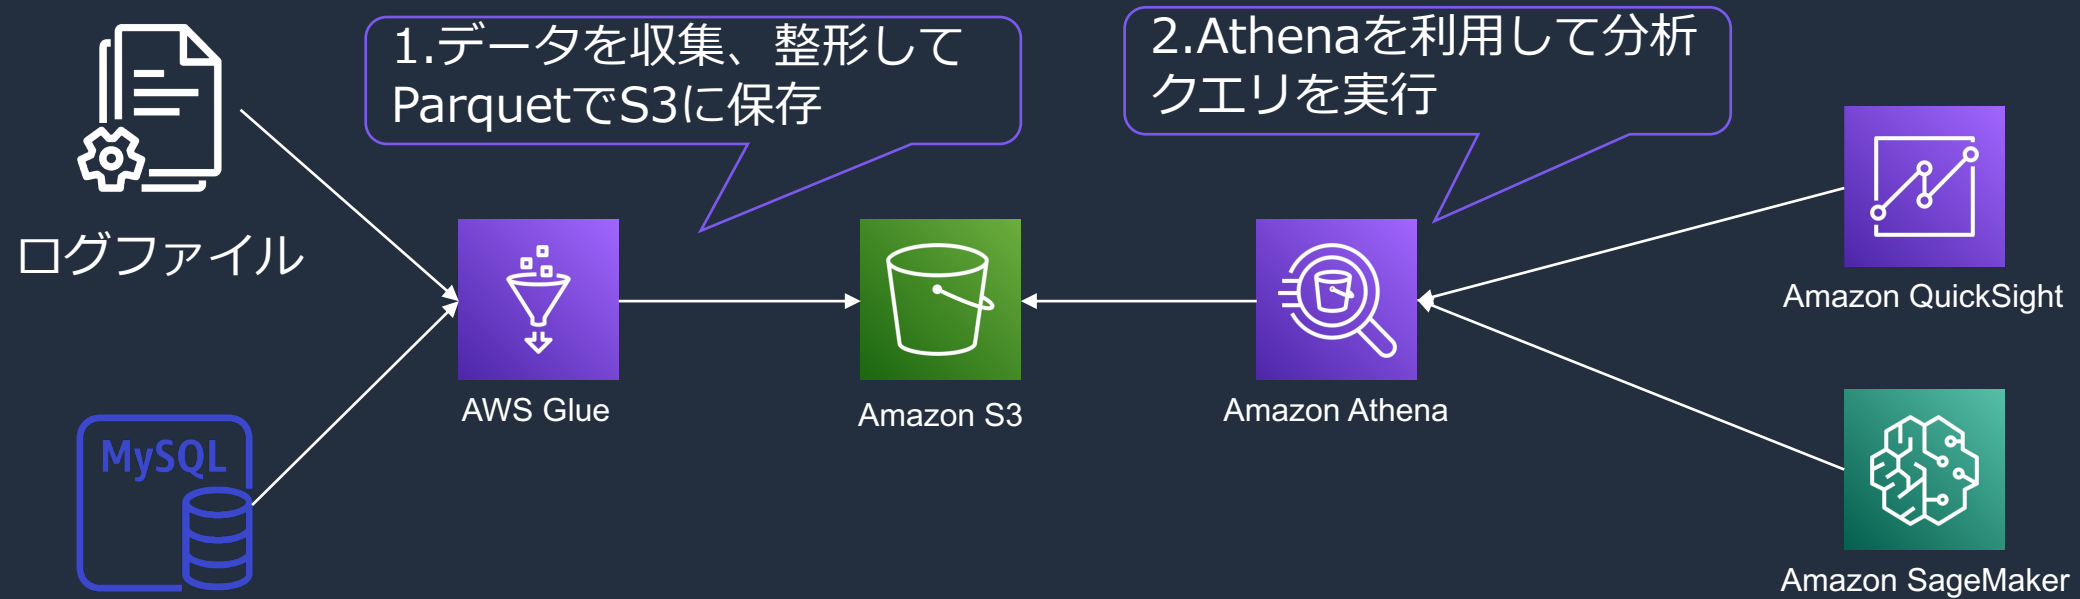 1.データを収集、整形して
ParquetでS3に保存
2.Athenaを利用して分析
クエリを実行
ログファイル
MySQL
AWS Glue
Amazon S3
Amazon Athena
Amazon QuickSight
Amazon SageMaker